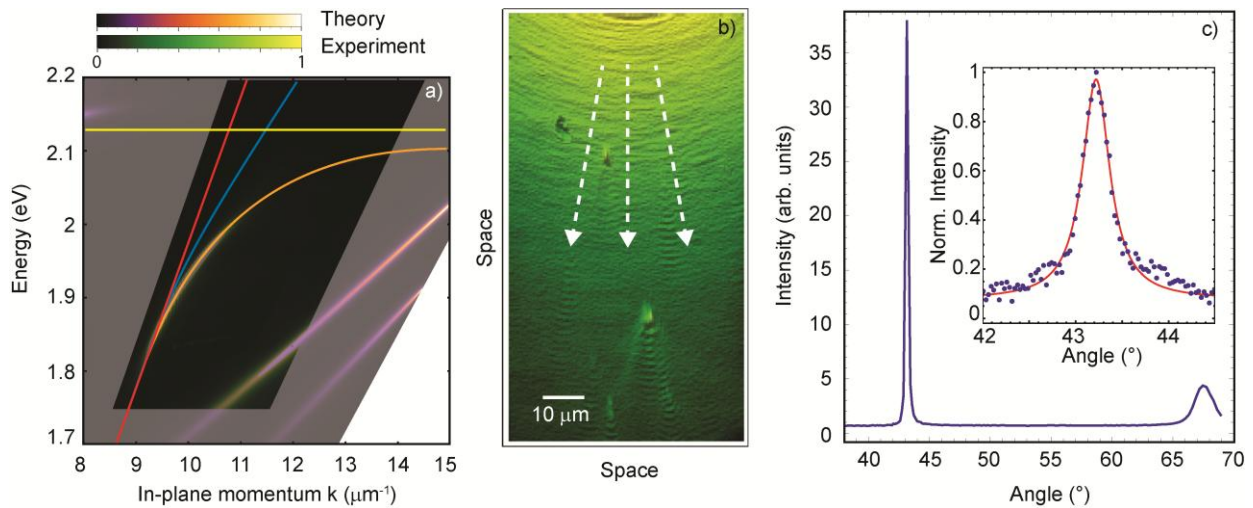 Theory
Experiment
0 1
a)
2.2
2.1
2
1.9
1.8
1.7
Energy (eV)
8 9 10 11 12 13 14 15
In-plane momentum k (μm⁻¹)
b)
Space
10 μm
Space
c)
35
30
25
20
15
10
5
0
Intensity (arb. units)
40 45 50 55 60 65 70
Angle (°)
1
0.8
0.6
0.4
0.2
0
Norm. Intensity
42 43 44
Angle (°)